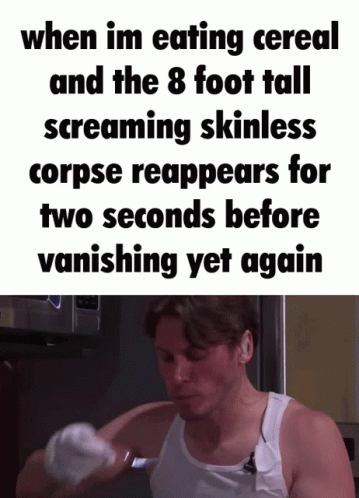 when im eating cereal
and the 8 foot tall
screaming skinless
corpse reappears for
two seconds before
vanishing yet again